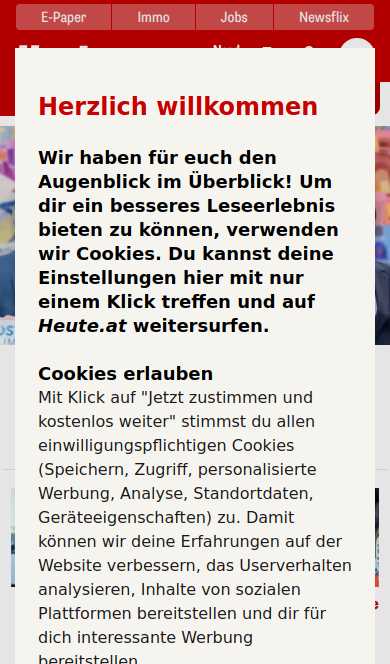 E-Paper Immo Jobs Newsflix
Herzlich willkommen
Wir haben für euch den
Augenblick im Überblick! Um
dir ein besseres Leseerlebnis
bieten zu können, verwenden
wir Cookies. Du kannst deine
Einstellungen hier mit nur
einem Klick treffen und auf
Heute.at weitersurfen.
Cookies erlauben
Mit Klick auf "Jetzt zustimmen und
kostenlos weiter" stimmst du allen
einwilligungspflichtigen Cookies
(Speichern, Zugriff, personalisierte
Werbung, Analyse, Standortdaten,
Geräteeigenschaften) zu. Damit
können wir deine Erfahrungen auf der
Website verbessern, das Userverhalten
analysieren, Inhalte von sozialen
Plattformen bereitstellen und dir für
dich interessante Werbung
bereitstellen